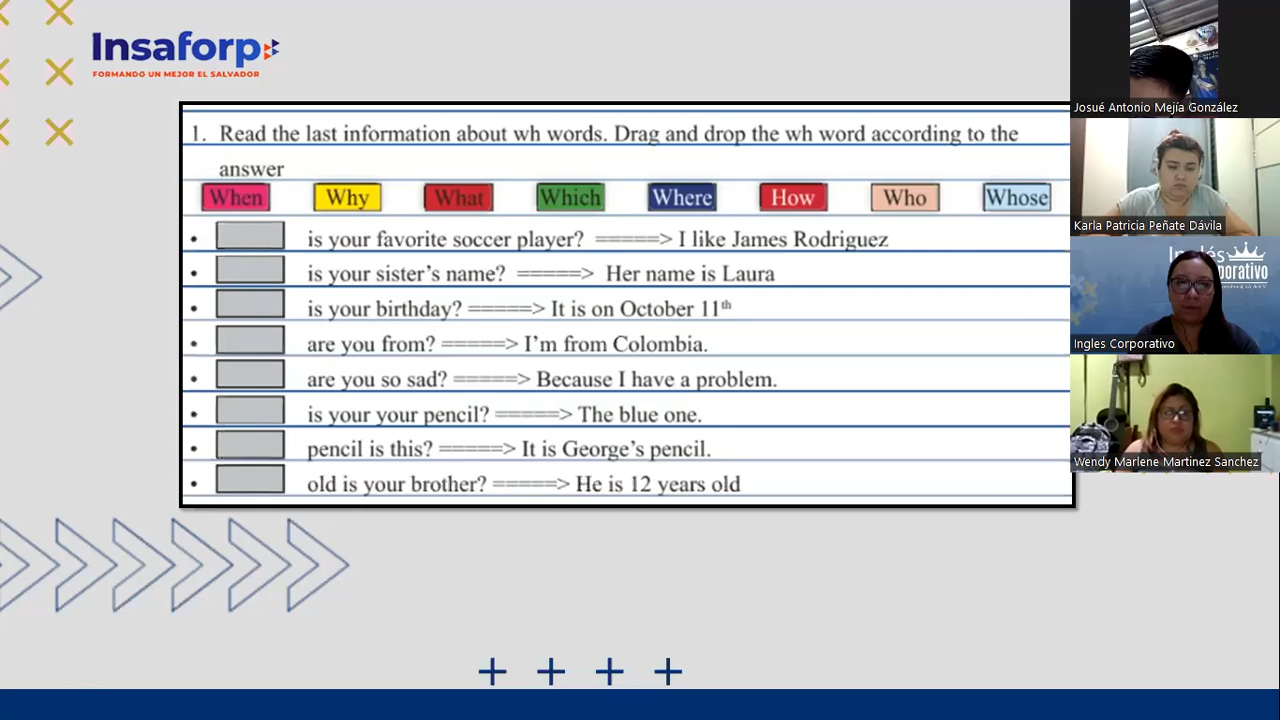 Insaforp
FORMANDO UN MEJOR EL SALVADOR
1. Read the last information about wh words. Drag and drop the wh word according to the
answer
When Why What Which Where How Who Whose
• is your favorite soccer player? =====> I like James Rodriguez
• is your sister's name? =====> Her name is Laura
• is your birthday? =====> It is on October 11th
• are you from? =====> I'm from Colombia.
• are you so sad? =====> Because I have a problem.
• is your your pencil? =====> The blue one.
• pencil is this? =====> It is George's pencil.
• old is your brother? =====> He is 12 years old
Josué Antonio Mejía González
Karla Patricia Peñate Dávila
Inglés
Ingles Corporativo
Wendy Marlene Martinez Sanchez